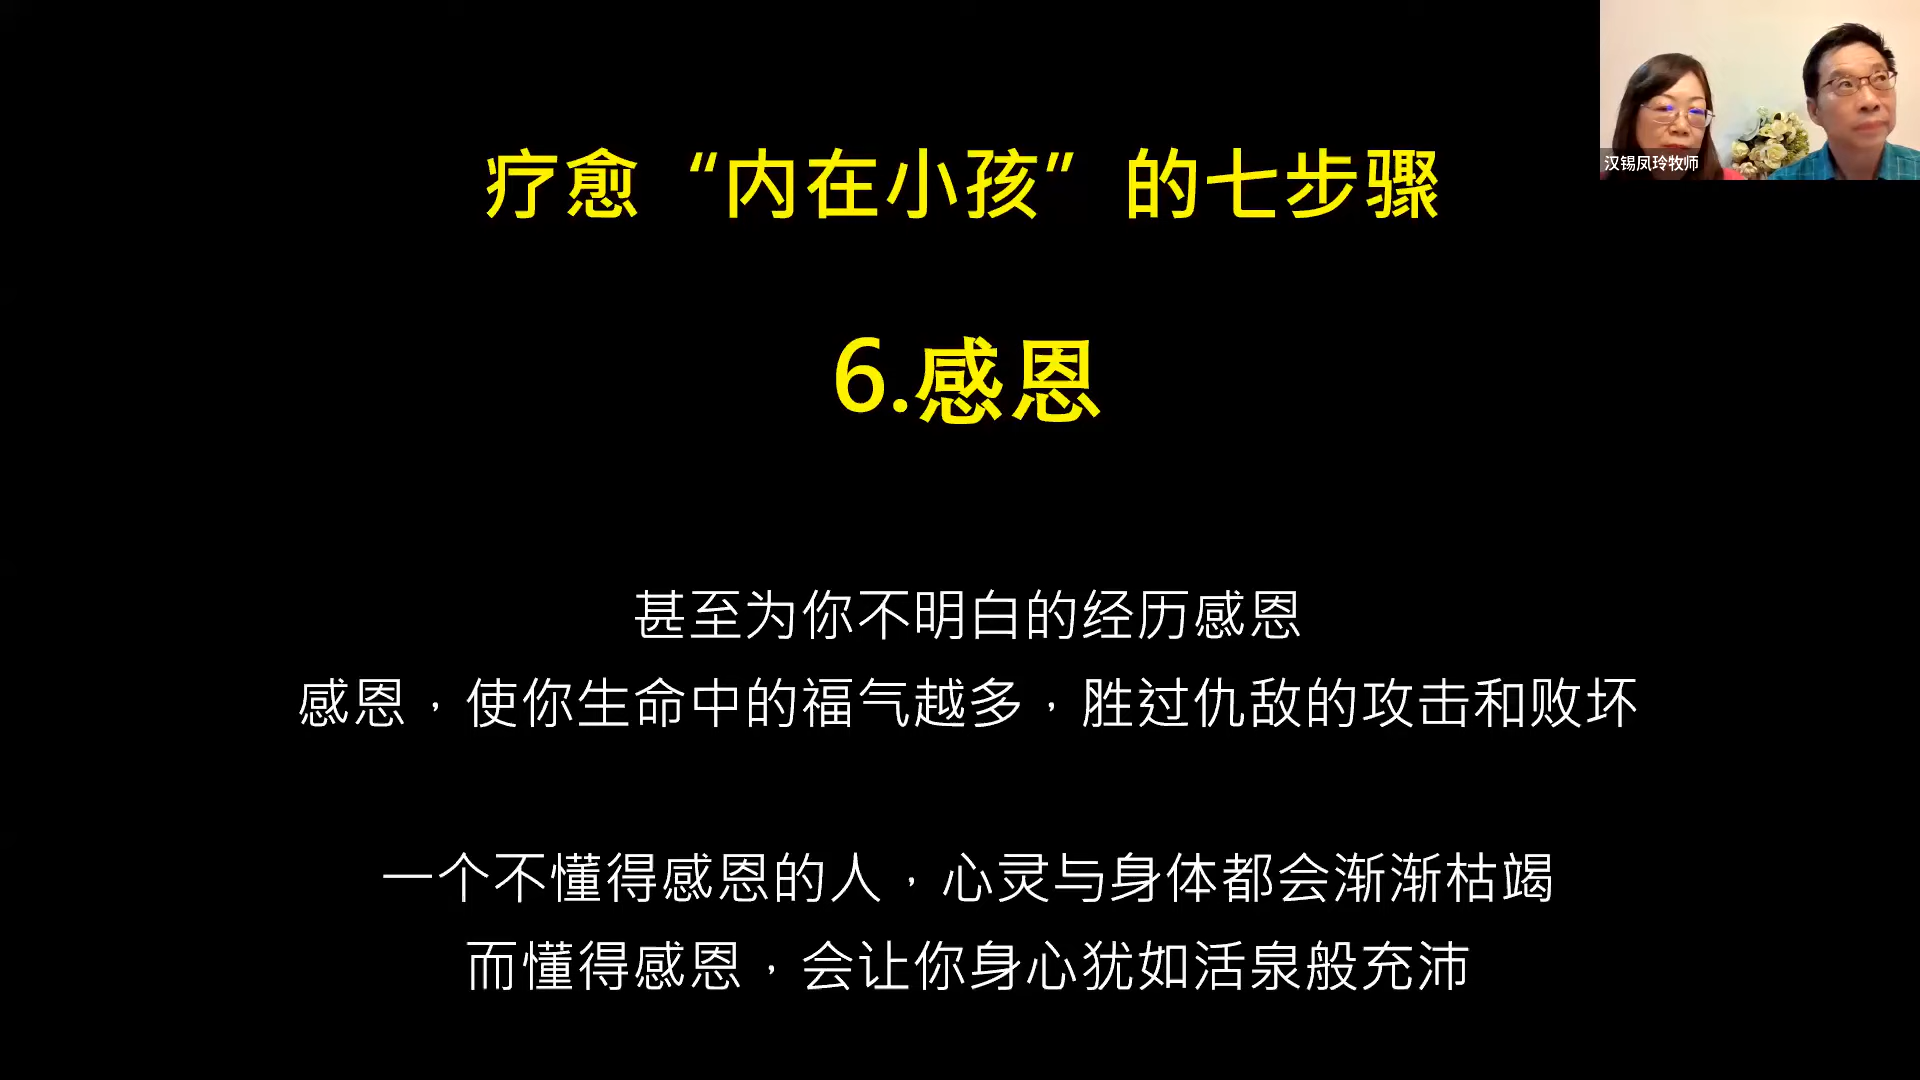 疗愈“内在小孩”的七步骤
汉锡凤玲牧师
6.感恩
甚至为你不明白的经历感恩
感恩，使你生命中的福气越多，胜过仇敌的攻击和败坏
一个不懂得感恩的人，心灵与身体都会渐渐枯竭
而懂得感恩，会让你身心犹如活泉般充沛